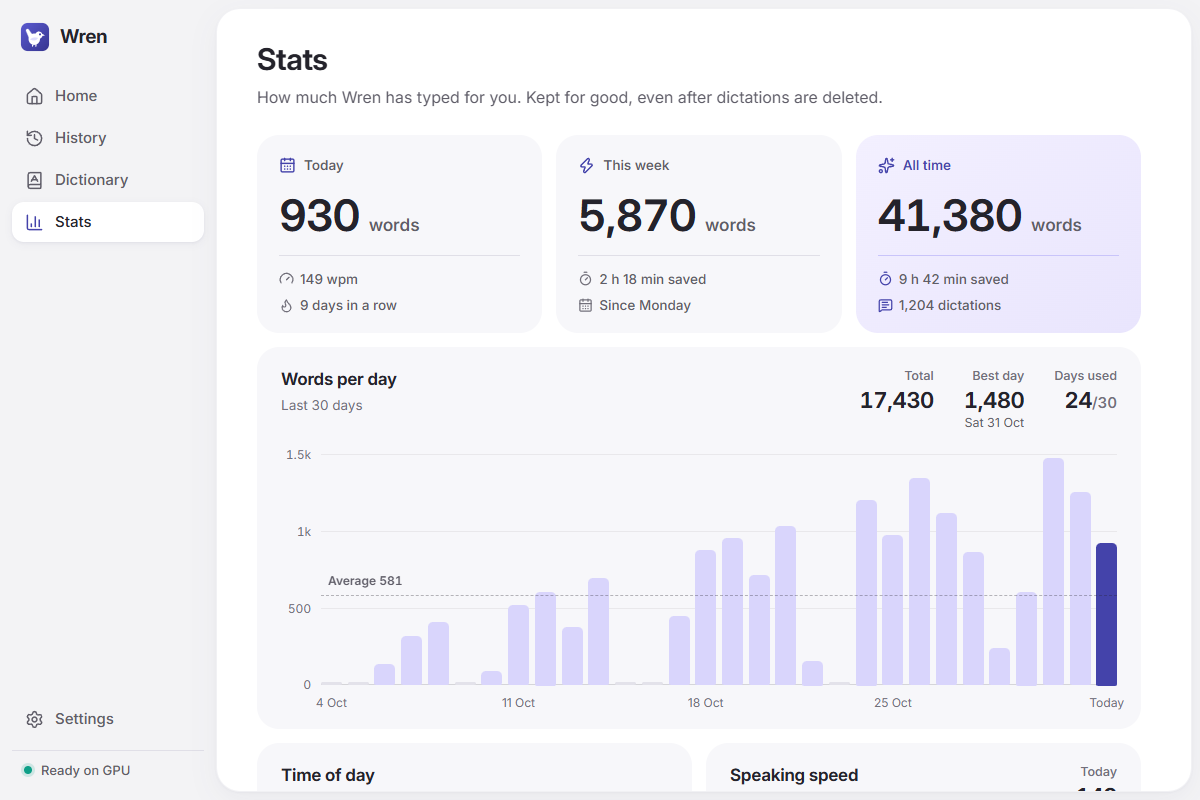 Wren
Home
History
Dictionary
Stats
Settings
Ready on GPU
Stats
How much Wren has typed for you. Kept for good, even after dictations are deleted.
Today
930 words
149 wpm
9 days in a row
This week
5,870 words
2 h 18 min saved
Since Monday
All time
41,380 words
9 h 42 min saved
1,204 dictations
Words per day
Last 30 days
Total
17,430
Best day
1,480
Sat 31 Oct
Days used
24/30
1.5k
1k
Average 581
500
0
4 Oct
11 Oct
18 Oct
25 Oct
Today
Time of day
Speaking speed
Today